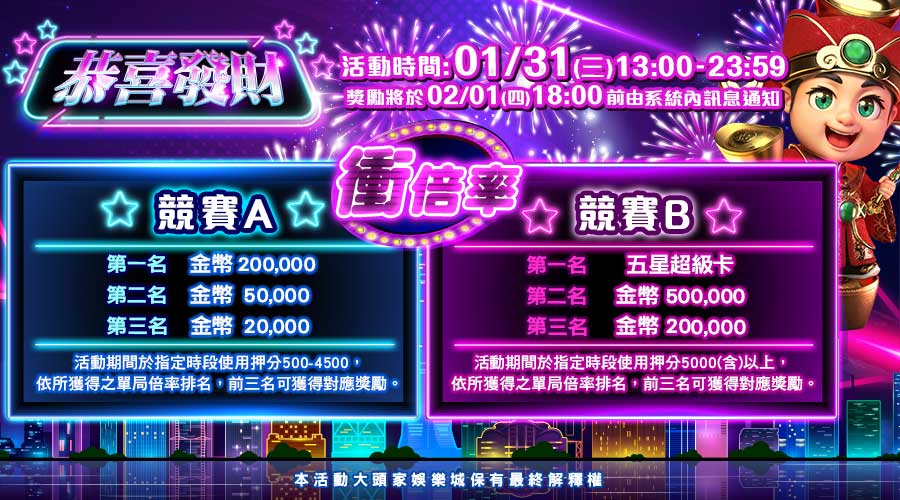 恭喜發財
活動時間:01/31(三)13:00-23:59
獎勵將於02/01(四)18:00前由系統內訊息通知
衝倍率
競賽A
第一名 金幣 200,000
第二名 金幣 50,000
第三名 金幣 20,000
活動期間於指定時段使用押分500-4500，
依所獲得之單局倍率排名，前三名可獲得對應獎勵。
競賽B
第一名 五星超級卡
第二名 金幣 500,000
第三名 金幣 200,000
活動期間於指定時段使用押分5000(含)以上，
依所獲得之單局倍率排名，前三名可獲得對應獎勵。
本活動大頭家娛樂城保有最終解釋權